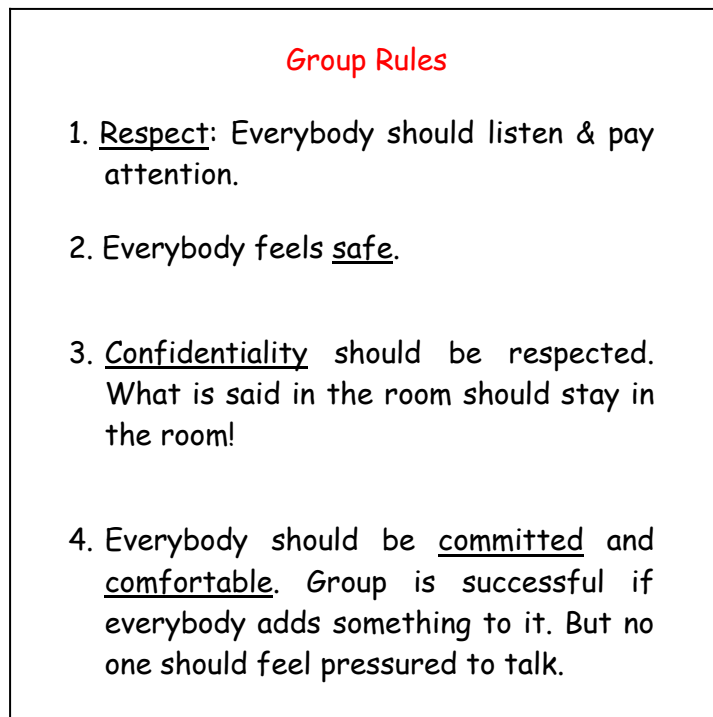 Group Rules
1. Respect: Everybody should listen & pay
attention.
2. Everybody feels safe.
3. Confidentiality should be respected.
What is said in the room should stay in
the room!
4. Everybody should be committed and
comfortable. Group is successful if
everybody adds something to it. But no
one should feel pressured to talk.